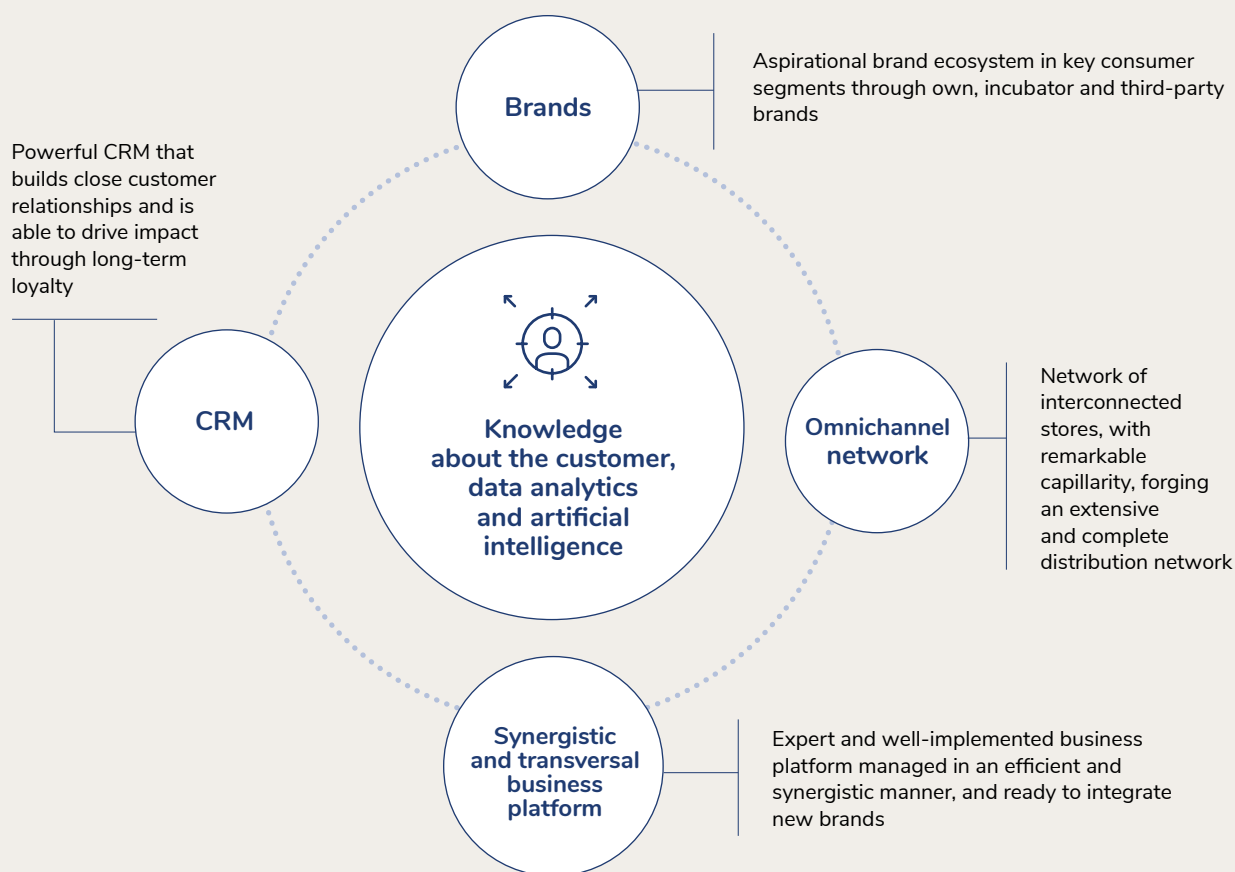 Brands
Aspirational brand ecosystem in key consumer
segments through own, incubator and third-party
brands
Powerful CRM that
builds close customer
relationships and is
able to drive impact
through long-term
loyalty
CRM
Knowledge
about the customer,
data analytics
and artificial
intelligence
Omnichannel
network
Network of
interconnected
stores, with
remarkable
capillarity, forging
an extensive
and complete
distribution network
Synergistic
and transversal
business
platform
Expert and well-implemented business
platform managed in an efficient and
synergistic manner, and ready to integrate
new brands